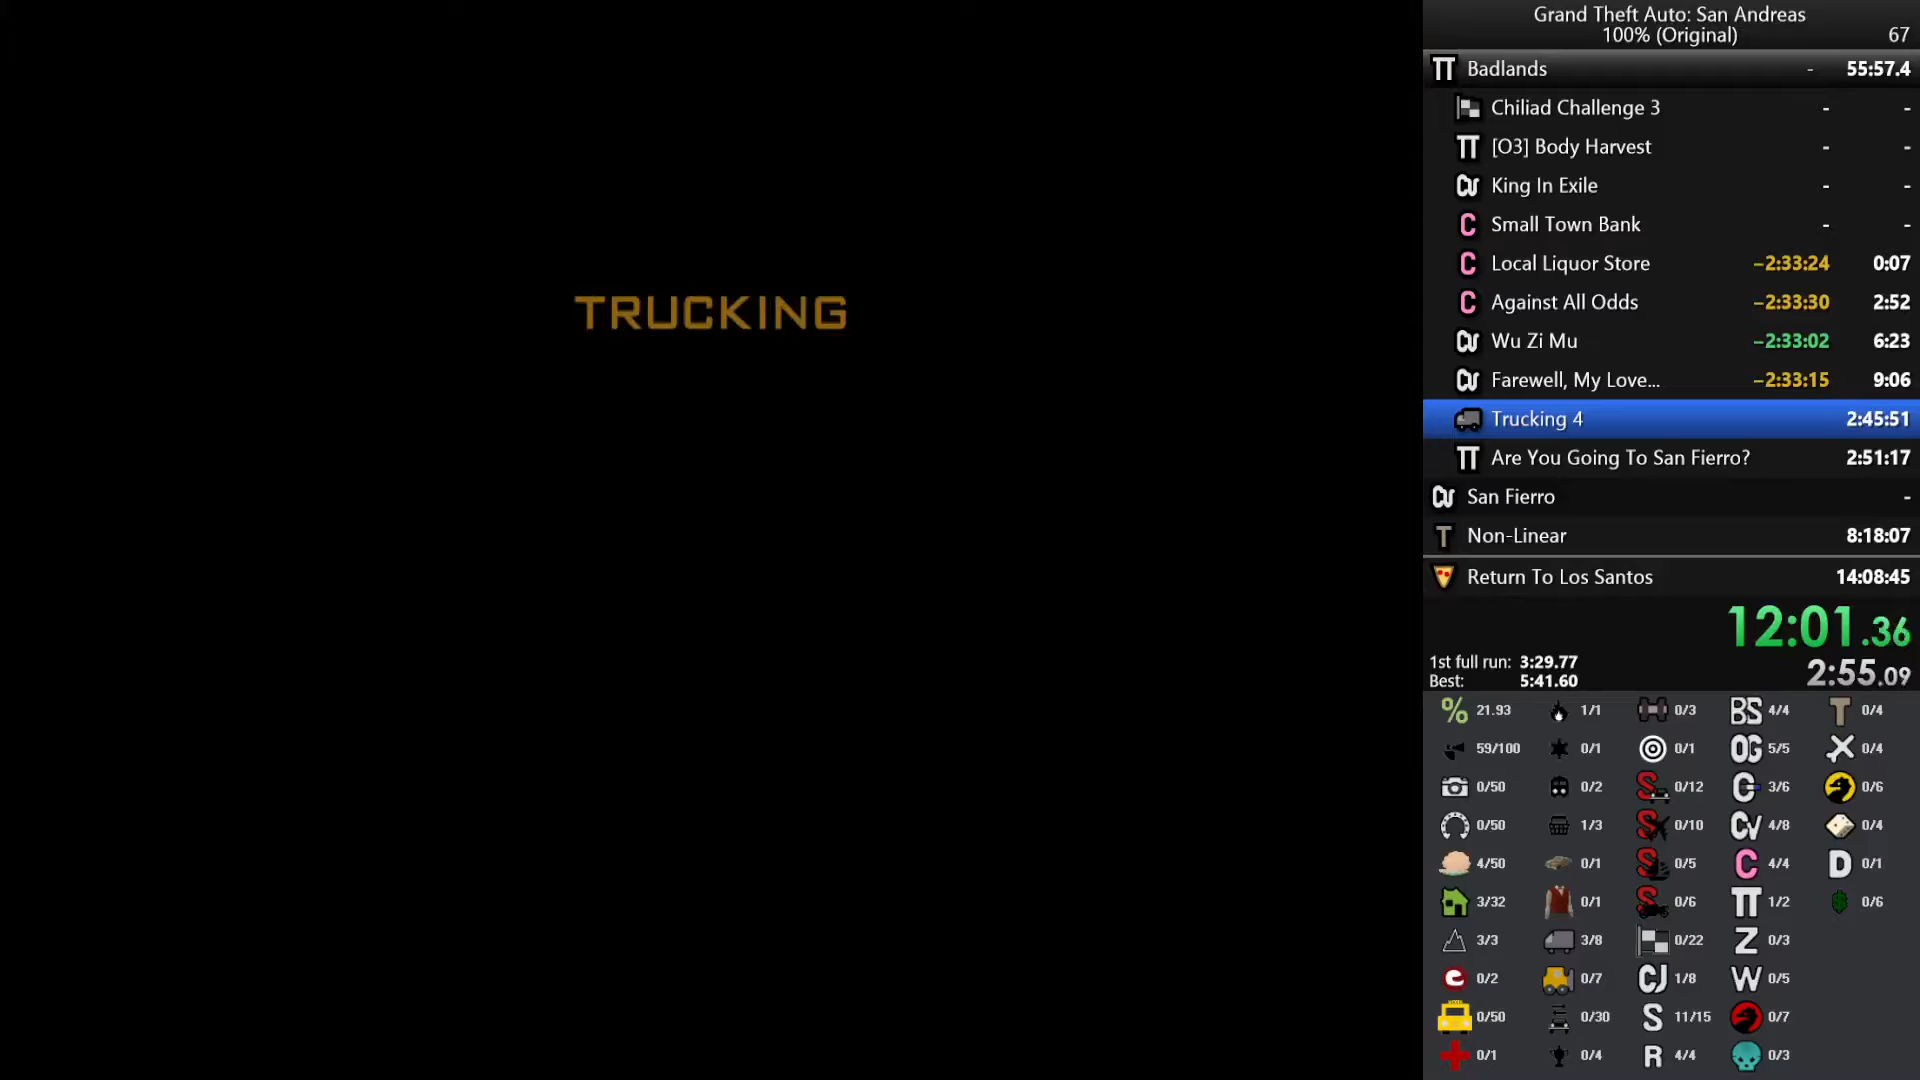 TRUCKING
Grand Theft Auto: San Andreas
100% (Original) 67
Badlands - 55:57.4
Chiliad Challenge 3 - -
[O3] Body Harvest - -
King In Exile - -
Small Town Bank - -
Local Liquor Store −2:33:24 0:07
Against All Odds −2:33:30 2:52
Wu Zi Mu −2:33:02 6:23
Farewell, My Love... −2:33:15 9:06
Trucking 4 2:45:51
Are You Going To San Fierro? 2:51:17
San Fierro -
Non-Linear 8:18:07
Return To Los Santos 14:08:45
12:01.36
1st full run: 3:29.77
2:55.09
Best: 5:41.60
% 21.93 1/1 0/3 BS 4/4 T 0/4
59/100 0/1 0/1 OG 5/5 0/4
0/50 0/2 S 0/12 C 3/6 0/6
0/50 1/3 S 0/10 CV 4/8 0/4
4/50 0/1 S 0/5 C 4/4 D 0/1
3/32 0/1 S 0/6 TT 1/2 0/6
3/3 3/8 0/22 Z 0/3
e 0/2 0/7 CJ 1/8 W 0/5
0/50 0/30 S 11/15 0/7
0/1 0/4 R 4/4 0/3